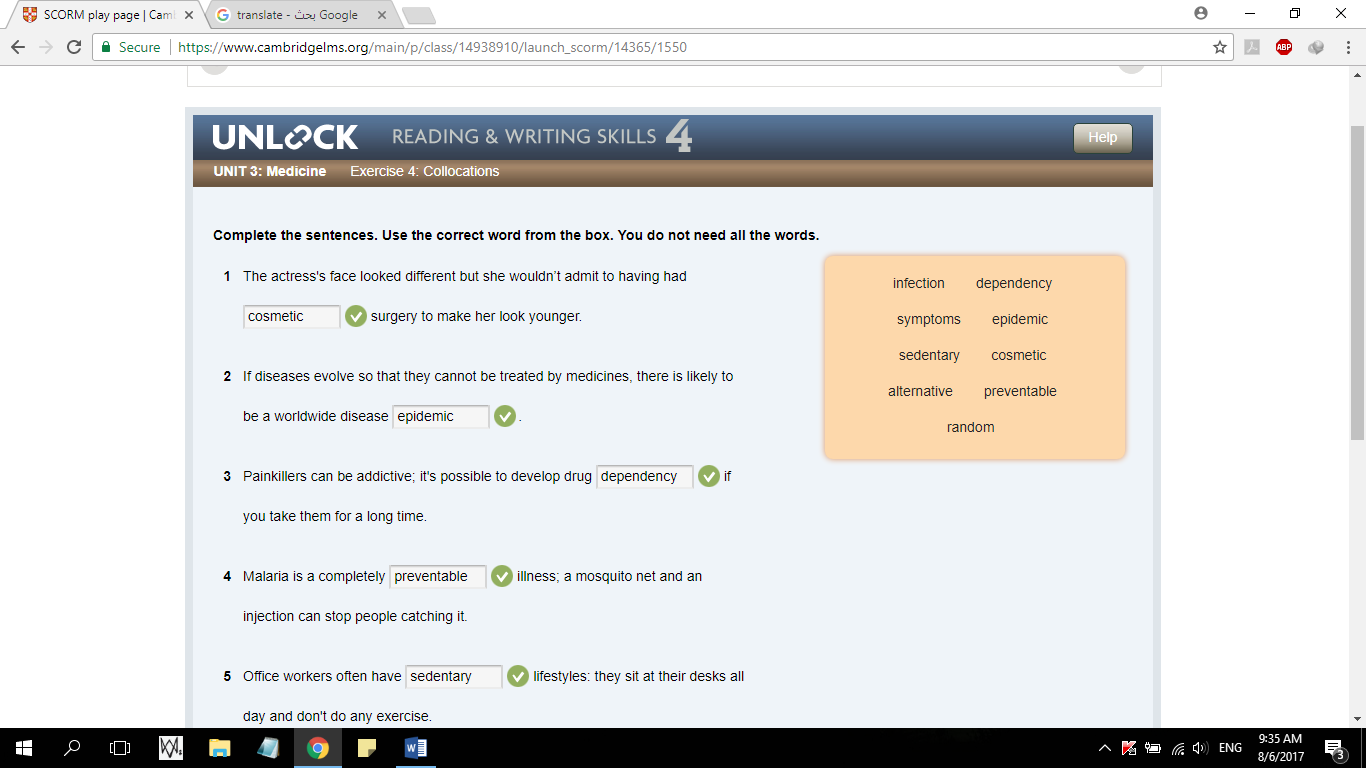 SCORM play page | Cam
translate - بحث Google
Secure
https://www.cambridgelms.org/main/p/class/14938910/launch_scorm/14365/1550
ABP
UNLOCK READING & WRITING SKILLS 4
Help
UNIT 3: Medicine Exercise 4: Collocations
Complete the sentences. Use the correct word from the box. You do not need all the words.
1 The actress's face looked different but she wouldn't admit to having had
cosmetic surgery to make her look younger.
2 If diseases evolve so that they cannot be treated by medicines, there is likely to
be a worldwide disease epidemic .
3 Painkillers can be addictive; it's possible to develop drug dependency if
you take them for a long time.
4 Malaria is a completely preventable illness; a mosquito net and an
injection can stop people catching it.
5 Office workers often have sedentary lifestyles: they sit at their desks all
day and don't do any exercise.
infection dependency
symptoms epidemic
sedentary cosmetic
alternative preventable
random
ENG
9:35 AM
8/6/2017
3